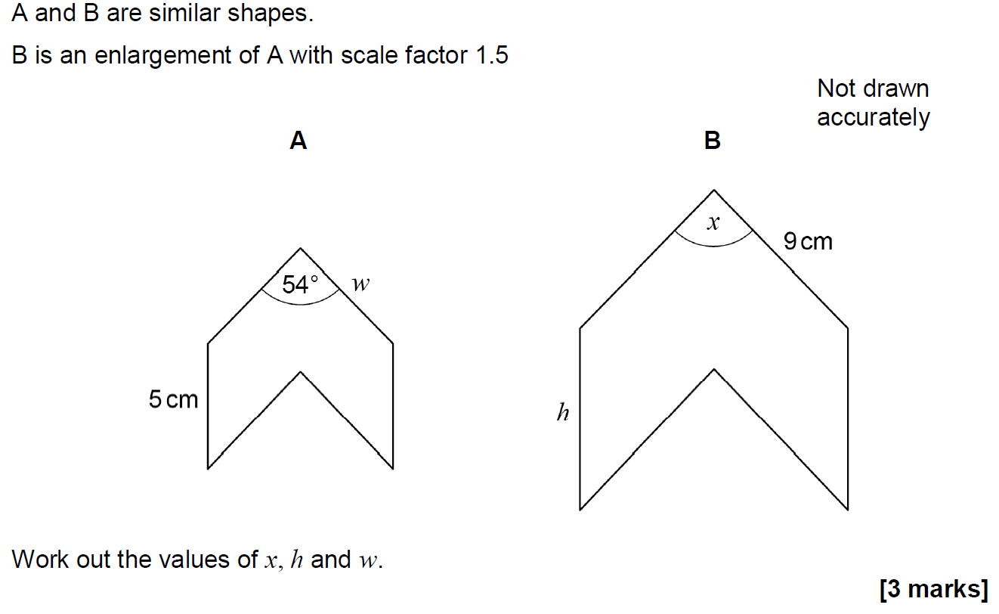 A and B are similar shapes.
B is an enlargement of A with scale factor 1.5
Not drawn
accurately
A
B
x
9 cm
54°
w
5 cm
h
Work out the values of x, h and w.
[3 marks]